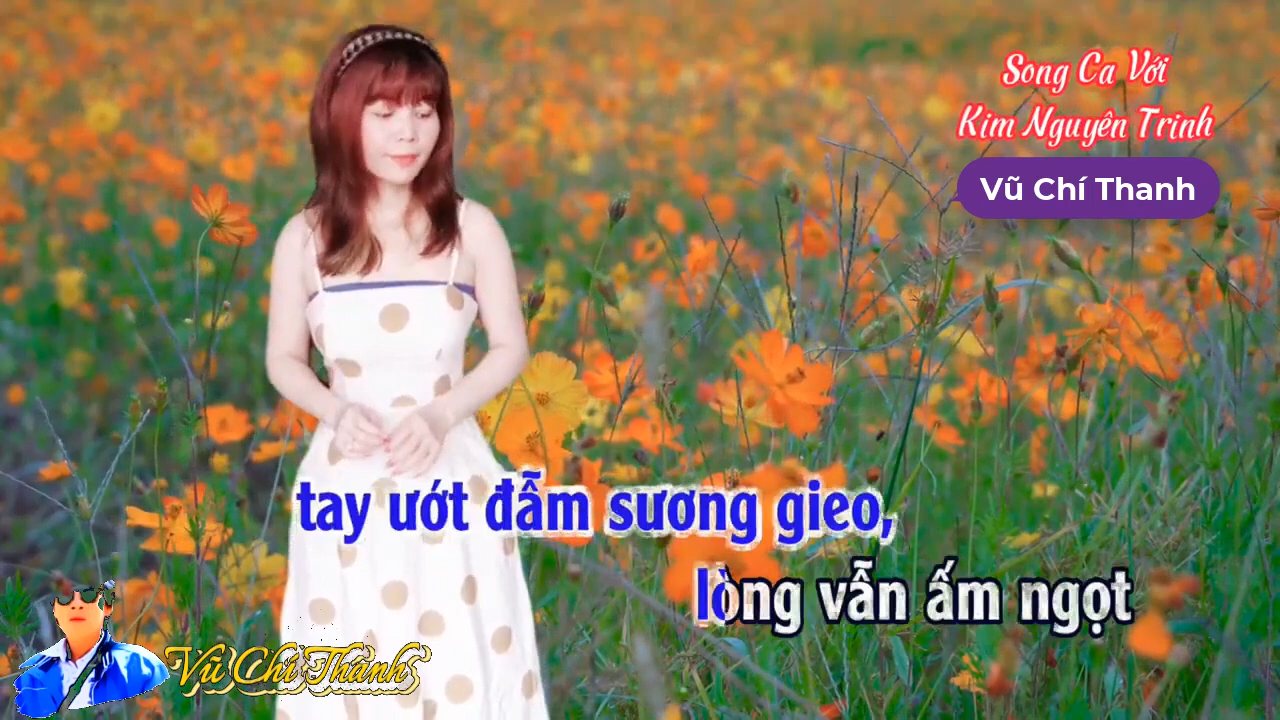 Song Ca Với
Kim Nguyên Trinh
Vũ Chí Thanh
tay ướt đẫm sương gieo,
lòng vẫn ấm ngọt
Vũ Chí Thanh